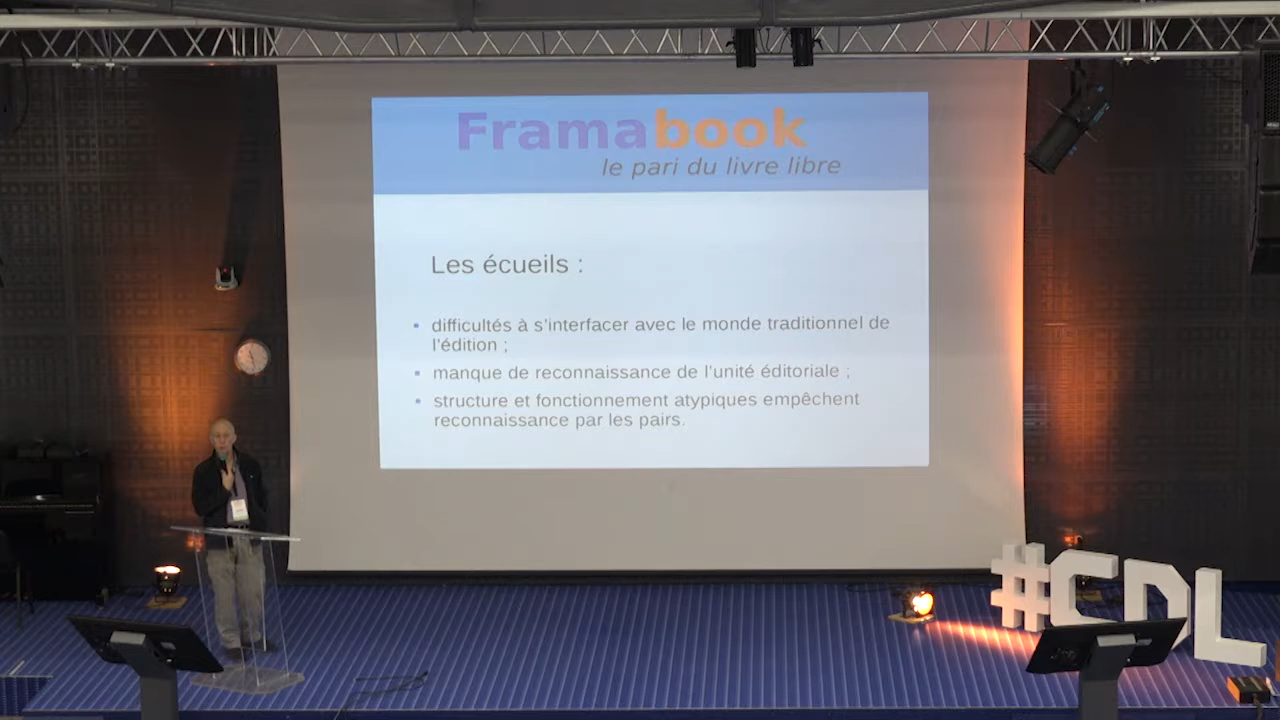 Framabook
le pari du livre libre
Les écueils :
• difficultés à s'interfacer avec le monde traditionnel de
l'édition ;
• manque de reconnaissance de l'unité éditoriale ;
• structure et fonctionnement atypiques empêchent
reconnaissance par les pairs.
#CDL